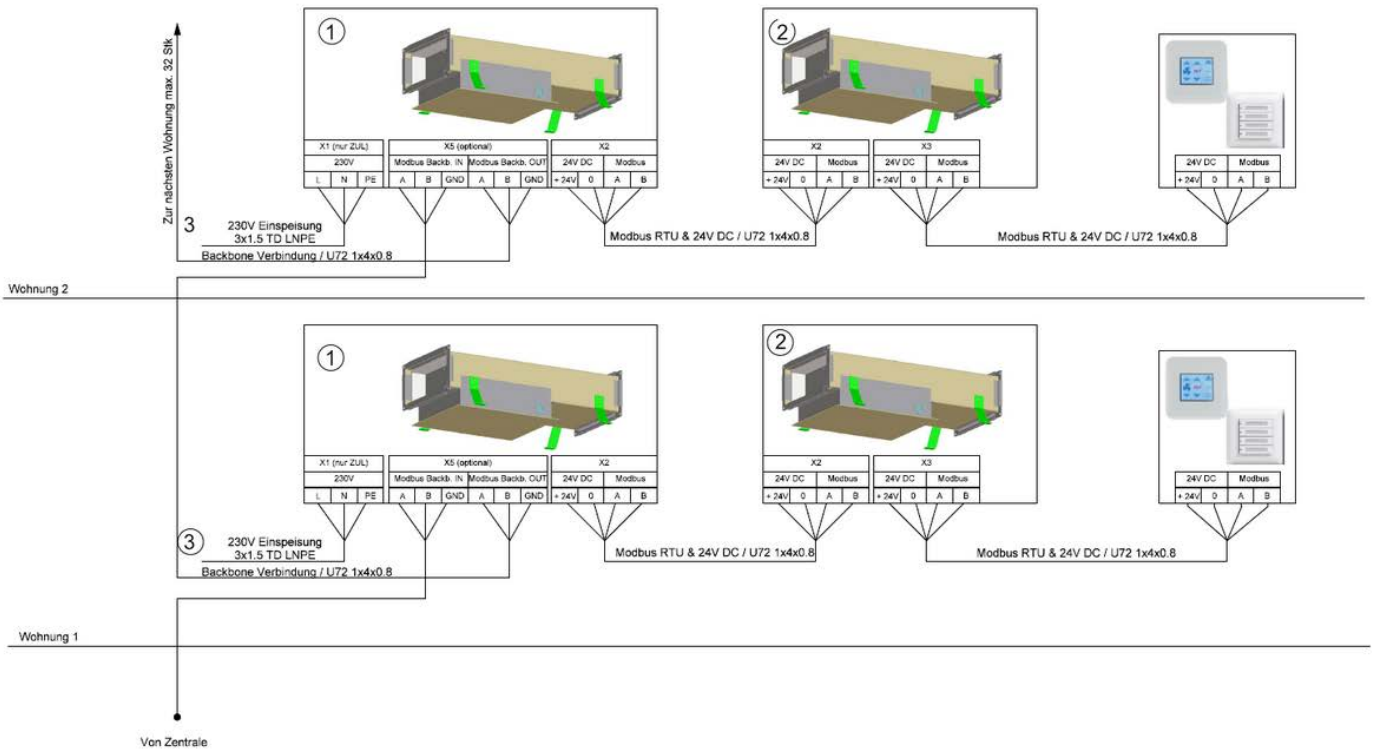 Zur nächsten Wohnung max. 32 Stk
1
2
X1 (nur ZUL) X5 (optional) X2
230V Modbus Backb. IN Modbus Backb. OUT 24V DC Modbus
L N PE A B GND A B GND + 24V 0 A B
X2 X3
24V DC Modbus 24V DC Modbus
+ 24V 0 A B + 24V 0 A B
24V DC Modbus
+ 24V 0 A B
3
230V Einspeisung
3x1.5 TD LNPE
Backbone Verbindung / U72 1x4x0.8
Modbus RTU & 24V DC / U72 1x4x0.8
Modbus RTU & 24V DC / U72 1x4x0.8
Wohnung 2
1
2
X1 (nur ZUL) X5 (optional) X2
230V Modbus Backb. IN Modbus Backb. OUT 24V DC Modbus
L N PE A B GND A B GND + 24V 0 A B
X2 X3
24V DC Modbus 24V DC Modbus
+ 24V 0 A B + 24V 0 A B
24V DC Modbus
+ 24V 0 A B
3
230V Einspeisung
3x1.5 TD LNPE
Backbone Verbindung / U72 1x4x0.8
Modbus RTU & 24V DC / U72 1x4x0.8
Modbus RTU & 24V DC / U72 1x4x0.8
Wohnung 1
Von Zentrale